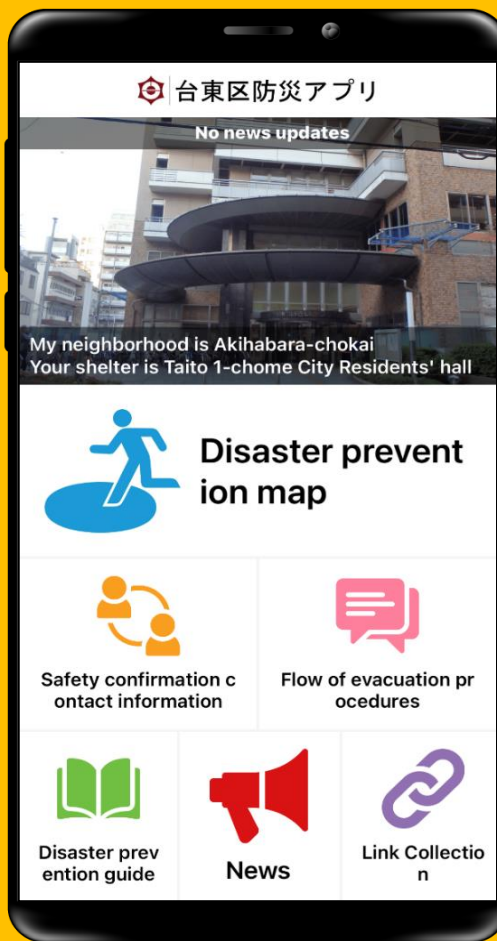 台東区防災アプリ
No news updates
My neighborhood is Akihabara-chokai
Your shelter is Taito 1-chome City Residents' hall
Disaster prevent
ion map
Safety confirmation c
ontact information
Flow of evacuation pr
ocedures
Disaster prev
ention guide
News
Link Collectio
n